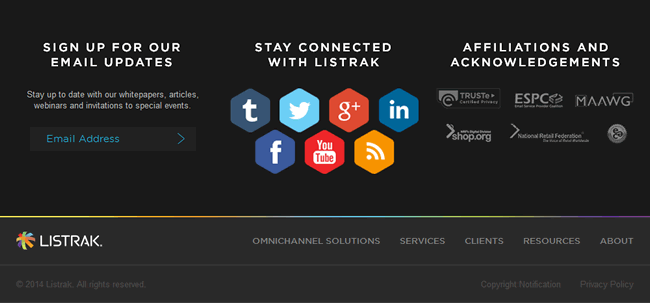 SIGN UP FOR OUR
EMAIL UPDATES
Stay up to date with our whitepapers, articles,
webinars and invitations to special events.
Email Address
STAY CONNECTED
WITH LISTRAK
t
g+
in
f
You
Tube
AFFILIATIONS AND
ACKNOWLEDGEMENTS
TRUSTe
Certified Privacy
ESPC
Email Service Provider Coalition
MAAWG
NRF's Digital Division
shop.org
National Retail Federation
The Voice of Retail Worldwide
LISTRAK.
OMNICHANNEL SOLUTIONS SERVICES CLIENTS RESOURCES ABOUT
© 2014 Listrak. All rights reserved.
Copyright Notification Privacy Policy